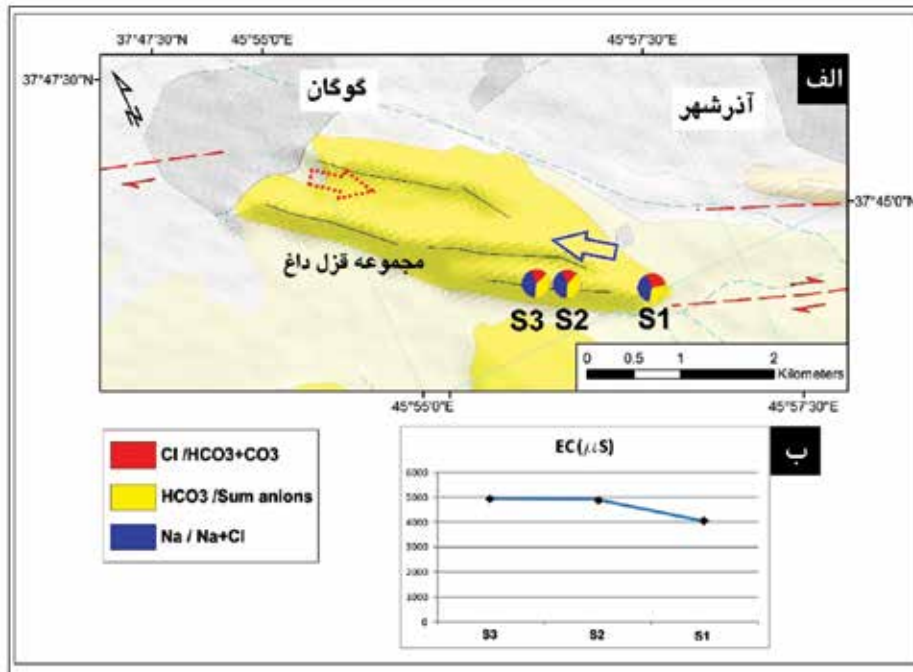 37°47'30"N
45°55'0"E
45°57'30"E
37°47'30"N
الف
N
گوگان
آذرشهر
37°45'0"N
مجموعه قزل داغ
S3
S2
S1
0
0.5
1
2
Kilometers
45°55'0"E
45°57'30"E
Cl /HCO3+CO3
HCO3 /Sum anions
Na / Na+Cl
ب
EC(μS)
6000
5000
4000
3000
2000
1000
0
S3
S2
S1